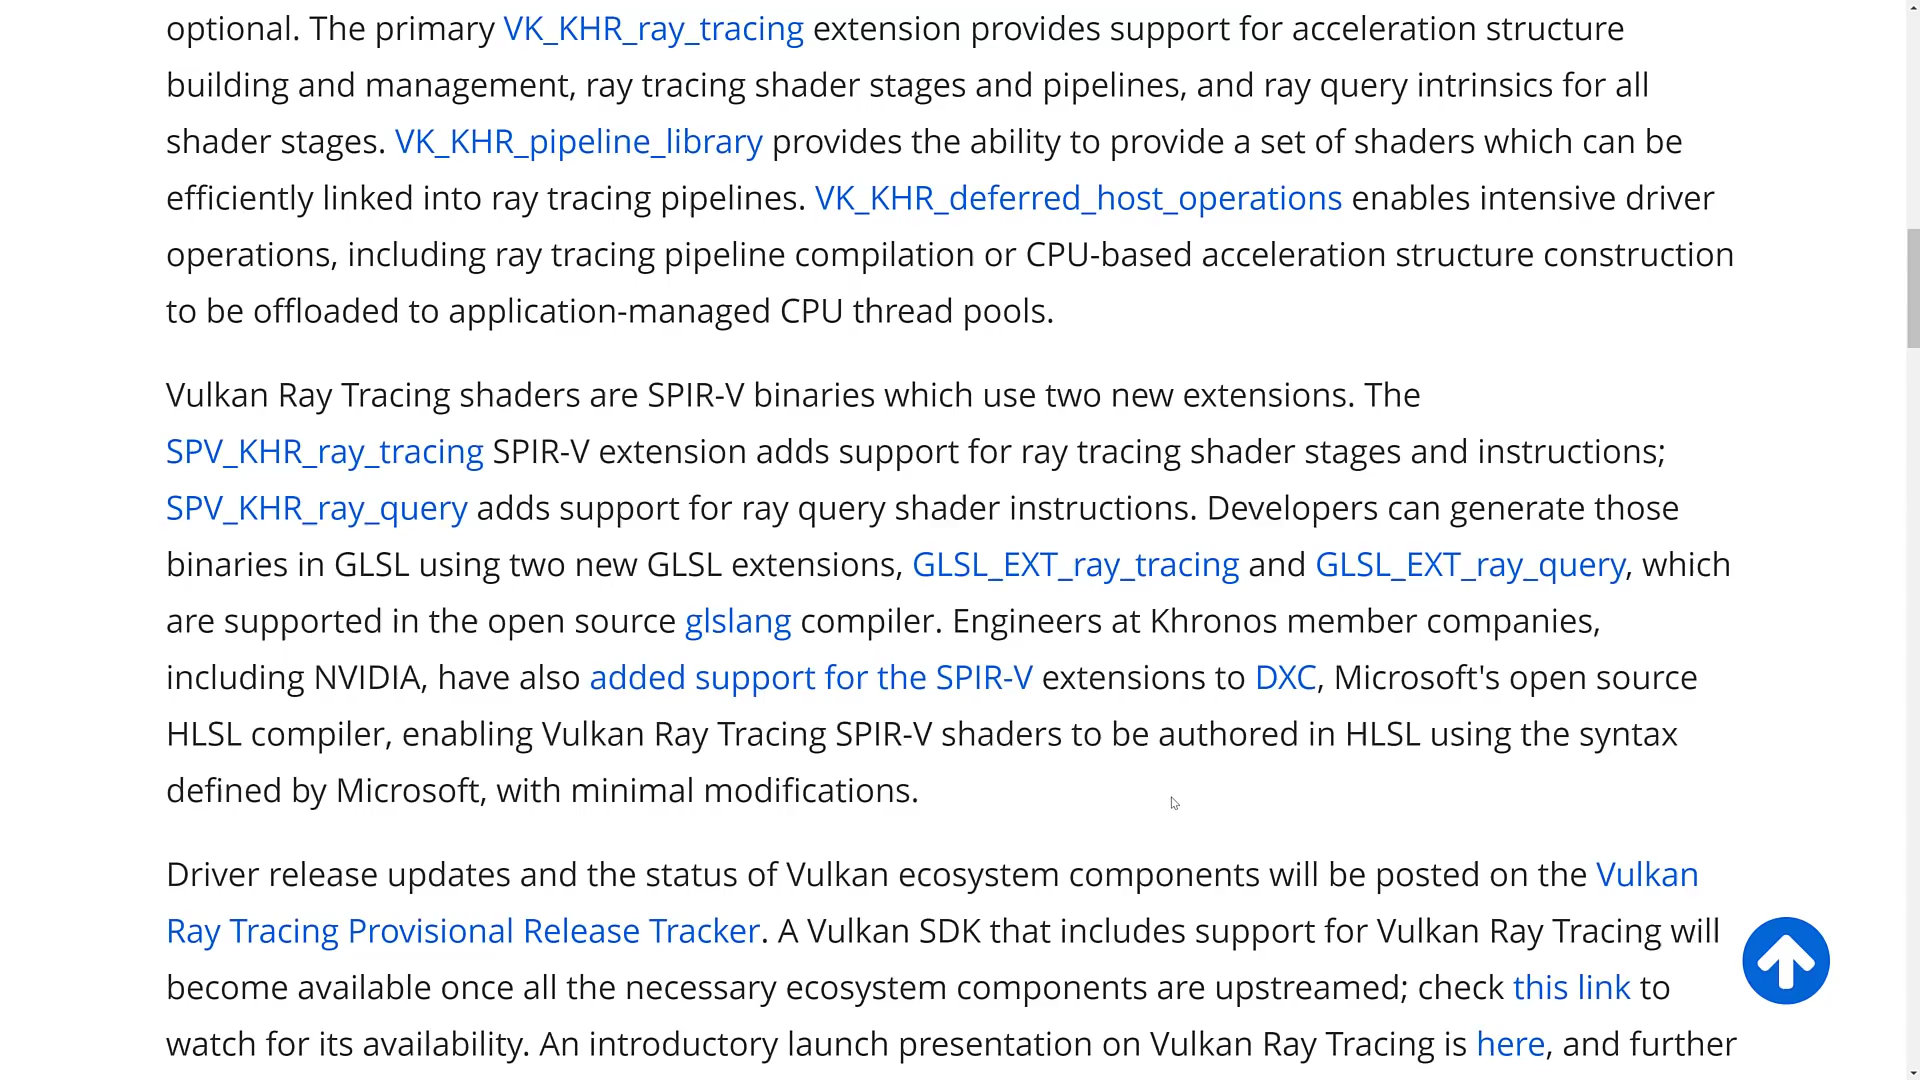 optional. The primary VK_KHR_ray_tracing extension provides support for acceleration structure
building and management, ray tracing shader stages and pipelines, and ray query intrinsics for all
shader stages. VK_KHR_pipeline_library provides the ability to provide a set of shaders which can be
efficiently linked into ray tracing pipelines. VK_KHR_deferred_host_operations enables intensive driver
operations, including ray tracing pipeline compilation or CPU-based acceleration structure construction
to be offloaded to application-managed CPU thread pools.
Vulkan Ray Tracing shaders are SPIR-V binaries which use two new extensions. The
SPV_KHR_ray_tracing SPIR-V extension adds support for ray tracing shader stages and instructions;
SPV_KHR_ray_query adds support for ray query shader instructions. Developers can generate those
binaries in GLSL using two new GLSL extensions, GLSL_EXT_ray_tracing and GLSL_EXT_ray_query, which
are supported in the open source glslang compiler. Engineers at Khronos member companies,
including NVIDIA, have also added support for the SPIR-V extensions to DXC, Microsoft's open source
HLSL compiler, enabling Vulkan Ray Tracing SPIR-V shaders to be authored in HLSL using the syntax
defined by Microsoft, with minimal modifications.
Driver release updates and the status of Vulkan ecosystem components will be posted on the Vulkan
Ray Tracing Provisional Release Tracker. A Vulkan SDK that includes support for Vulkan Ray Tracing will
become available once all the necessary ecosystem components are upstreamed; check this link to
watch for its availability. An introductory launch presentation on Vulkan Ray Tracing is here, and further